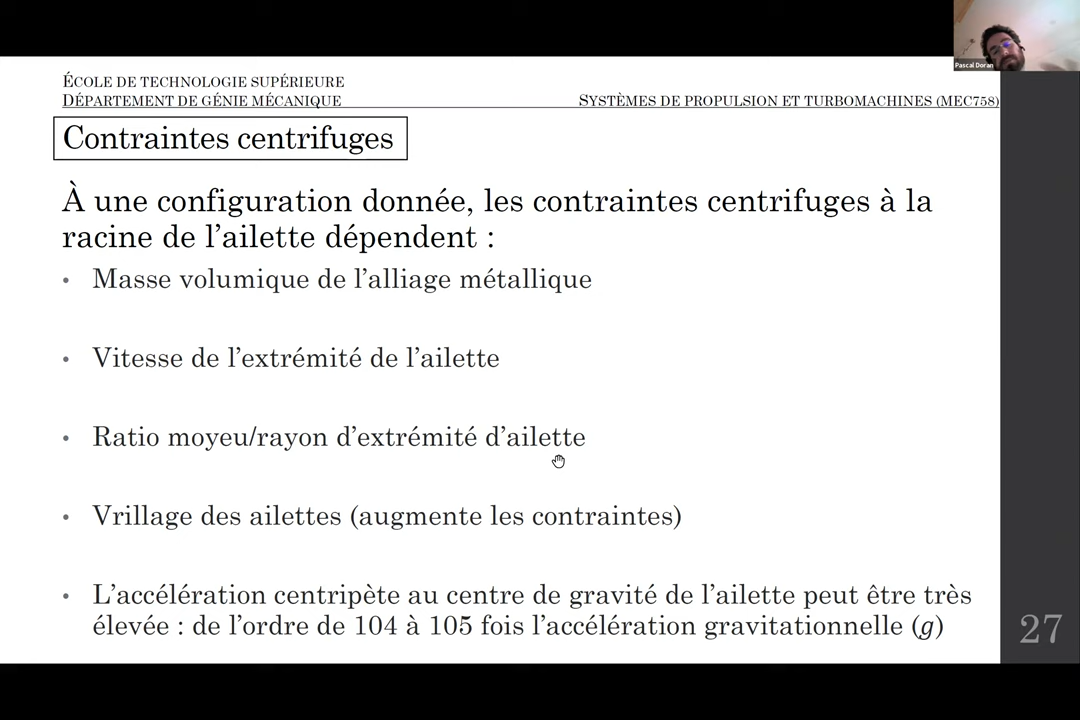 Pascal Doran
ÉCOLE DE TECHNOLOGIE SUPÉRIEURE
DÉPARTEMENT DE GÉNIE MÉCANIQUE
SYSTÈMES DE PROPULSION ET TURBOMACHINES (MEC758)
Contraintes centrifuges
À une configuration donnée, les contraintes centrifuges à la
racine de l'ailette dépendent :
• Masse volumique de l'alliage métallique
• Vitesse de l'extrémité de l'ailette
• Ratio moyeu/rayon d'extrémité d'ailette
• Vrillage des ailettes (augmente les contraintes)
• L'accélération centripète au centre de gravité de l'ailette peut être très
élevée : de l'ordre de 104 à 105 fois l'accélération gravitationnelle (g)
27